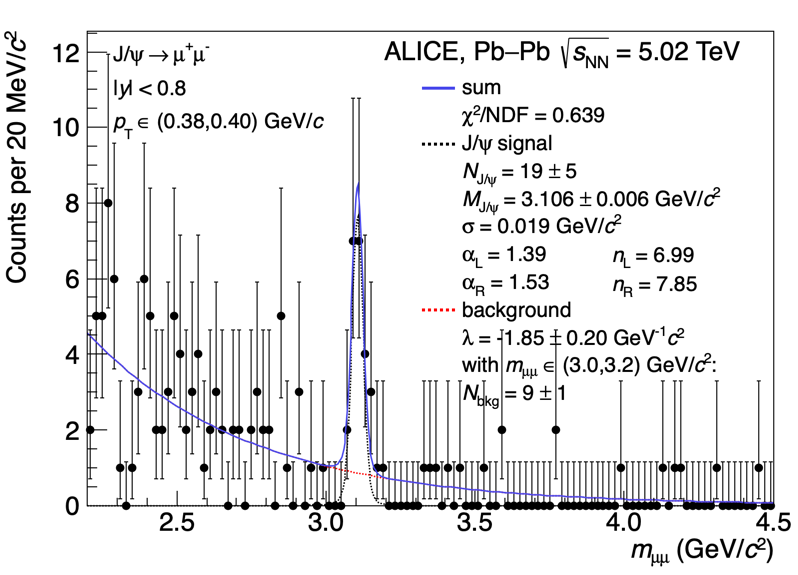 Counts per 20 MeV/c²
12
10
8
6
4
2
0
J/ψ → μ⁺μ⁻
|y| < 0.8
p_T ∈ (0.38,0.40) GeV/c
ALICE, Pb–Pb √s_NN = 5.02 TeV
sum
χ²/NDF = 0.639
J/ψ signal
N_J/ψ = 19 ± 5
M_J/ψ = 3.106 ± 0.006 GeV/c²
σ = 0.019 GeV/c²
α_L = 1.39 n_L = 6.99
α_R = 1.53 n_R = 7.85
background
λ = -1.85 ± 0.20 GeV⁻¹c²
with m_μμ ∈ (3.0,3.2) GeV/c²:
N_bkg = 9 ± 1
2.5 3.0 3.5 4.0 4.5
m_μμ (GeV/c²)